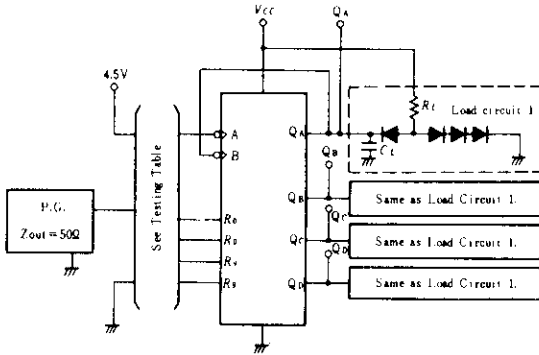 VCC
QA
4.5V
RL
Load circuit 1
A
QA
B
CL
QB
See Testing Table
P.G.
Zout = 50Ω
R0
QB
Same as Load Circuit 1.
QC
R0
QC
Same as Load Circuit 1.
QD
R9
R9
QD
Same as Load Circuit 1.